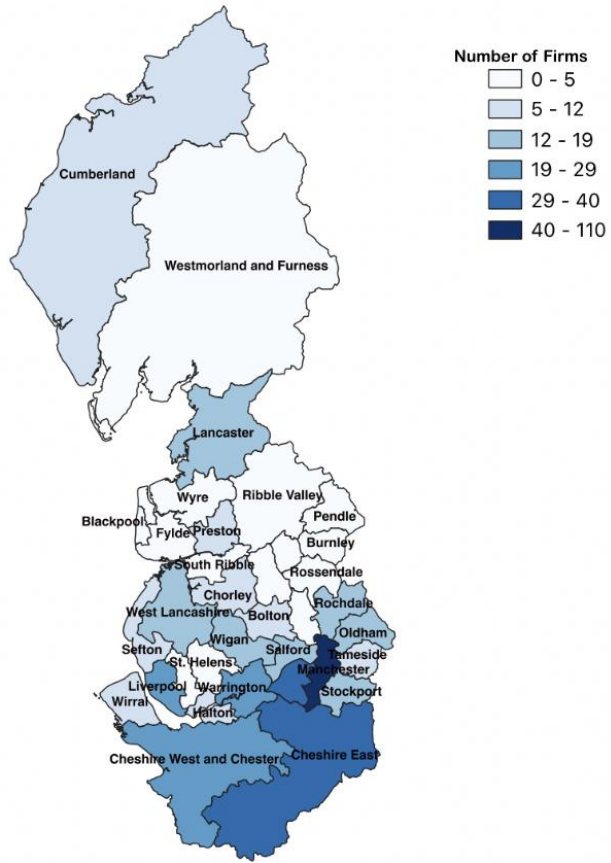 Number of Firms
0 - 5
5 - 12
12 - 19
19 - 29
29 - 40
40 - 110
Cumberland
Westmorland and Furness
Lancaster
Wyre
Ribble Valley
Blackpool
Fylde
Preston
Pendle
Burnley
South Ribble
Rossendale
Chorley
West Lancashire
Bolton
Rochdale
Wigan
Oldham
Sefton
St. Helens
Salford
Tameside
Manchester
Liverpool
Warrington
Stockport
Wirral
Halton
Cheshire West and Chester
Cheshire East